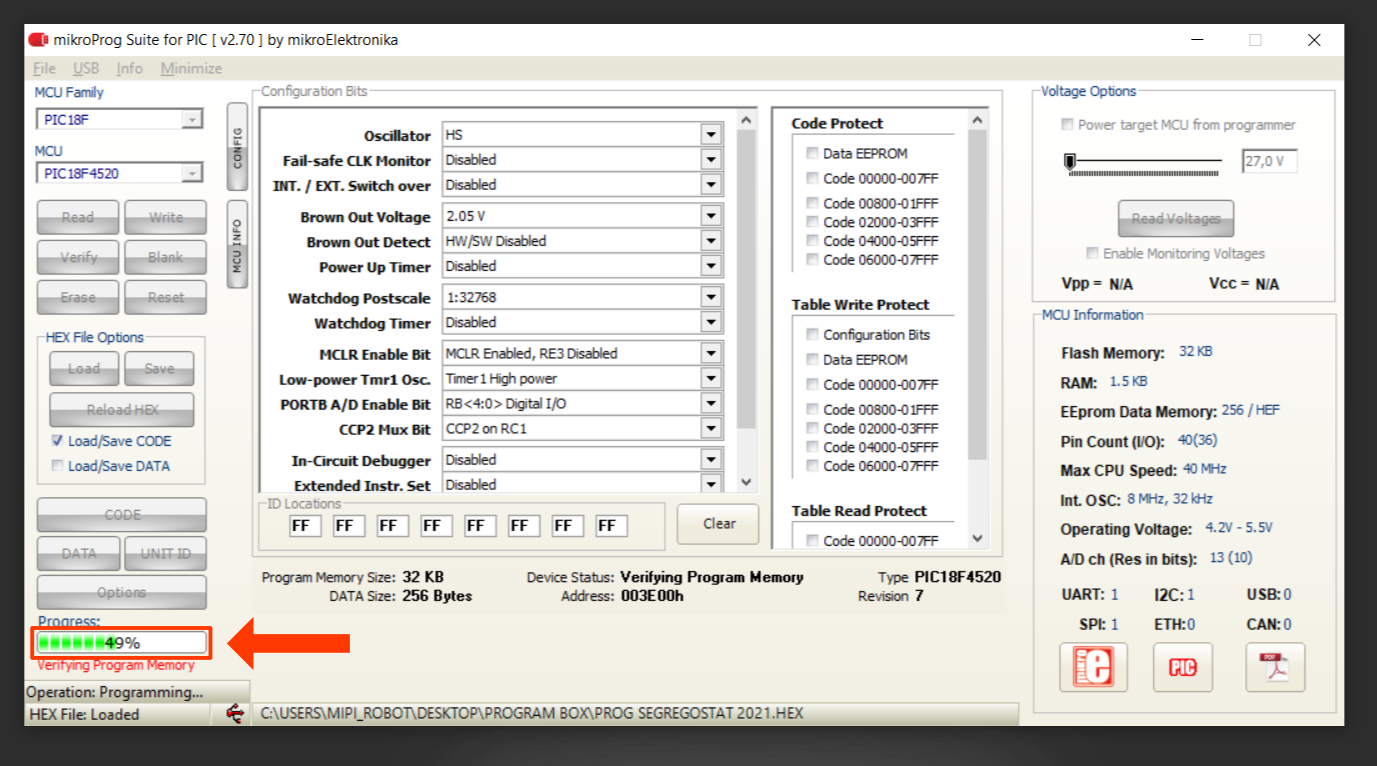 mikroProg Suite for PIC [ v2.70 ] by mikroElektronika
File USB Info Minimize
MCU Family
PIC18F
MCU
PIC18F4520
Read Write
Verify Blank
Erase Reset
HEX File Options
Load Save
Reload HEX
Load/Save CODE
Load/Save DATA
CODE
DATA UNIT ID
Options
Progress:
49%
Verifying Program Memory
Operation: Programming...
HEX File: Loaded
CONFIG
MCU INFO
Configuration Bits
Oscillator HS
Fail-safe CLK Monitor Disabled
INT. / EXT. Switch over Disabled
Brown Out Voltage 2.05 V
Brown Out Detect HW/SW Disabled
Power Up Timer Disabled
Watchdog Postscale 1:32768
Watchdog Timer Disabled
MCLR Enable Bit MCLR Enabled, RE3 Disabled
Low-power Tmr1 Osc. Timer1 High power
PORTB A/D Enable Bit RB<4:0> Digital I/O
CCP2 Mux Bit CCP2 on RC1
In-Circuit Debugger Disabled
Extended Instr. Set Disabled
ID Locations
FF FF FF FF FF FF FF FF
Clear
Code Protect
Data EEPROM
Code 00000-007FF
Code 00800-01FFF
Code 02000-03FFF
Code 04000-05FFF
Code 06000-07FFF
Table Write Protect
Configuration Bits
Data EEPROM
Code 00000-007FF
Code 00800-01FFF
Code 02000-03FFF
Code 04000-05FFF
Code 06000-07FFF
Table Read Protect
Code 00000-007FF
Program Memory Size: 32 KB Device Status: Verifying Program Memory Type PIC18F4520
DATA Size: 256 Bytes Address: 003E00h Revision 7
C:\USERS\MIPI_ROBOT\DESKTOP\PROGRAM BOX\PROG SEGREGOSTAT 2021.HEX
Voltage Options
Power target MCU from programmer
27,0 V
Read Voltages
Enable Monitoring Voltages
Vpp = N/A Vcc = N/A
MCU Information
Flash Memory: 32 KB
RAM: 1.5 KB
EEprom Data Memory: 256 / HEF
Pin Count (I/O): 40(36)
Max CPU Speed: 40 MHz
Int. OSC: 8 MHz, 32 kHz
Operating Voltage: 4.2V - 5.5V
A/D ch (Res in bits): 13 (10)
UART: 1 I2C: 1 USB: 0
SPI: 1 ETH: 0 CAN: 0
PIC
PDF